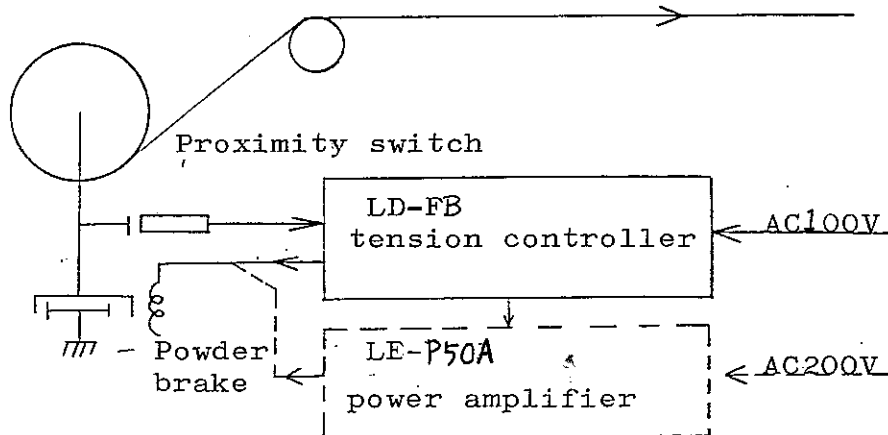 Proximity switch
LD-FB
tension controller
AC100V
Powder
brake
LE-P50A
power amplifier
AC200V